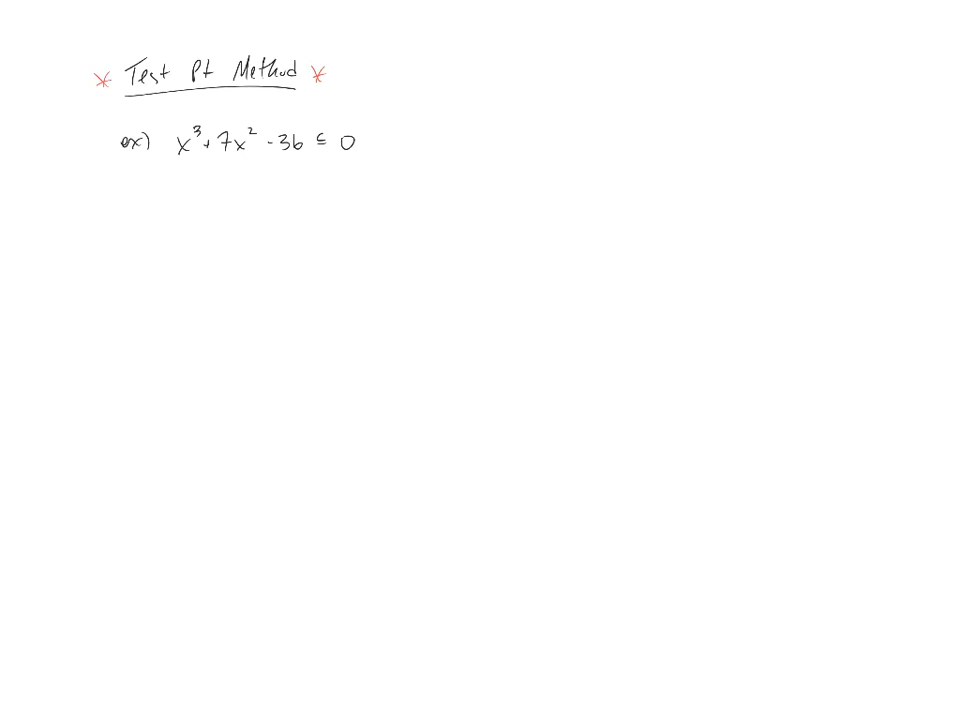 * Test Pt Method *
ex) x³ + 7x² - 36 ≤ 0